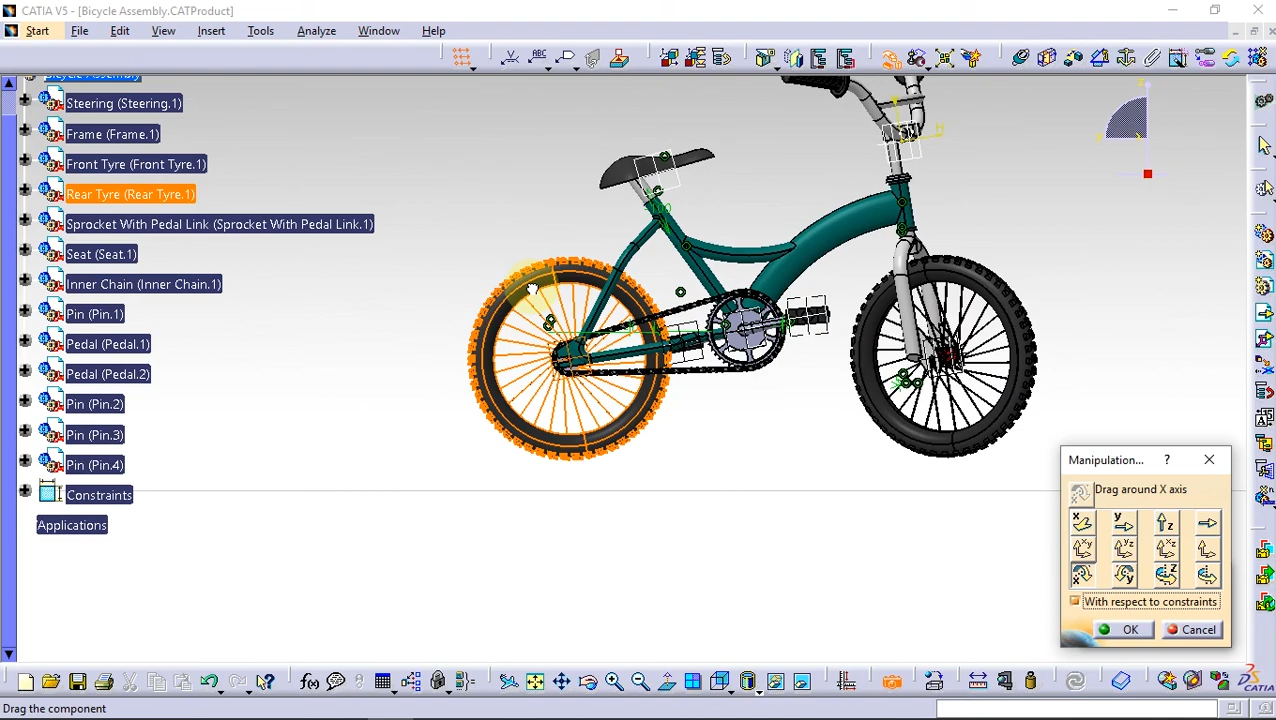 CATIA V5 - [Bicycle Assembly.CATProduct]
Start File Edit View Insert Tools Analyze Window Help
Bicycle Assembly
Steering (Steering.1)
Frame (Frame.1)
Front Tyre (Front Tyre.1)
Rear Tyre (Rear Tyre.1)
Sprocket With Pedal Link (Sprocket With Pedal Link.1)
Seat (Seat.1)
Inner Chain (Inner Chain.1)
Pin (Pin.1)
Pedal (Pedal.1)
Pedal (Pedal.2)
Pin (Pin.2)
Pin (Pin.3)
Pin (Pin.4)
Constraints
Applications
Manipulation... ?
Drag around X axis
With respect to constraints
OK Cancel
Drag the component
CATIA